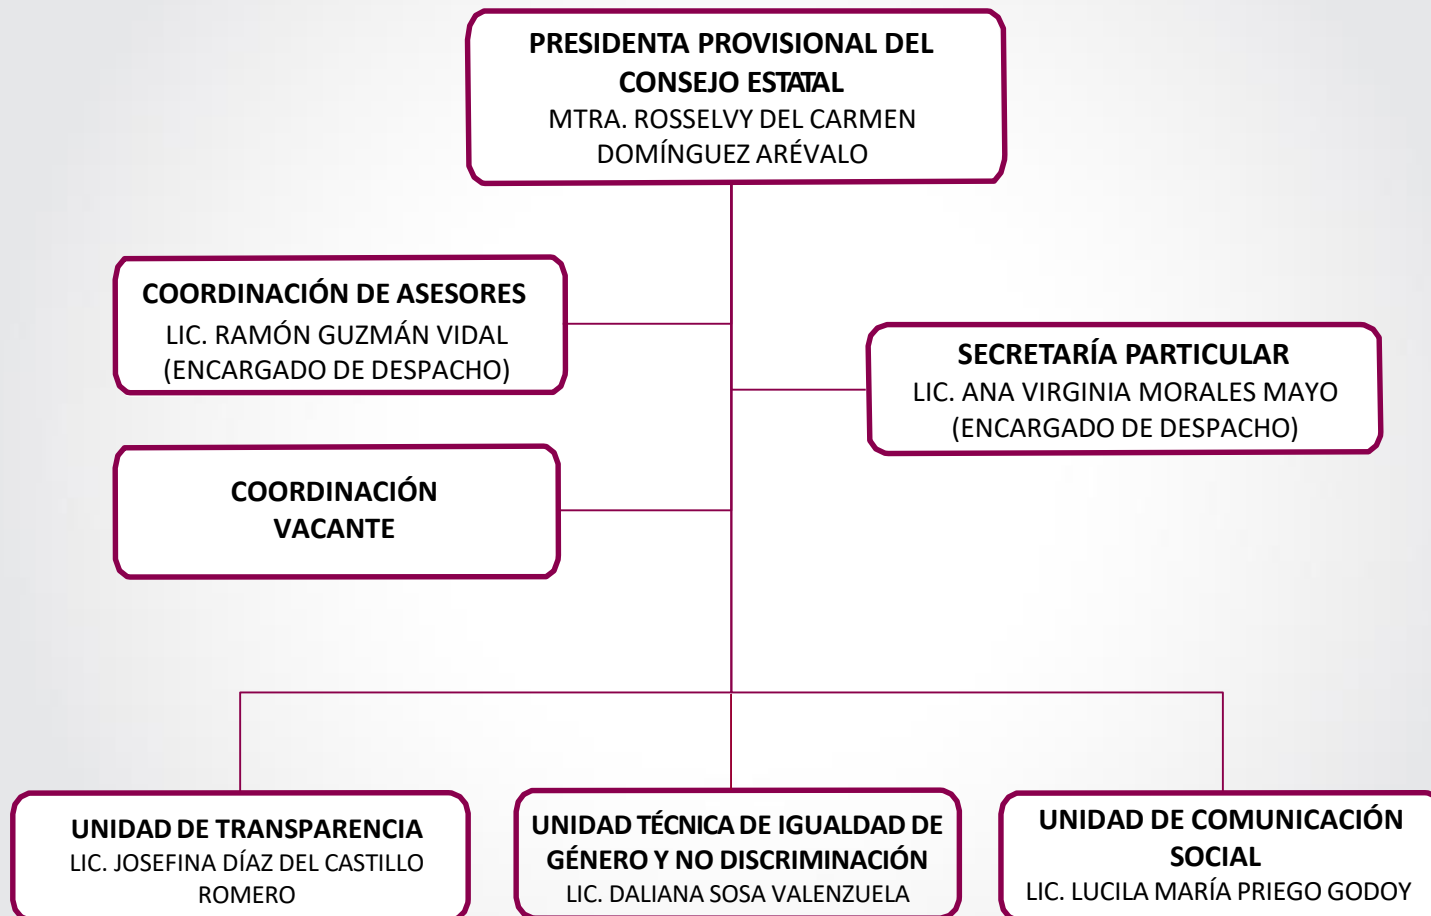 PRESIDENTA PROVISIONAL DEL
CONSEJO ESTATAL
MTRA. ROSSELVY DEL CARMEN
DOMÍNGUEZ ARÉVALO
COORDINACIÓN DE ASESORES
LIC. RAMÓN GUZMÁN VIDAL
(ENCARGADO DE DESPACHO)
SECRETARÍA PARTICULAR
LIC. ANA VIRGINIA MORALES MAYO
(ENCARGADO DE DESPACHO)
COORDINACIÓN
VACANTE
UNIDAD DE TRANSPARENCIA
LIC. JOSEFINA DÍAZ DEL CASTILLO
ROMERO
UNIDAD TÉCNICA DE IGUALDAD DE
GÉNERO Y NO DISCRIMINACIÓN
LIC. DALIANA SOSA VALENZUELA
UNIDAD DE COMUNICACIÓN
SOCIAL
LIC. LUCILA MARÍA PRIEGO GODOY